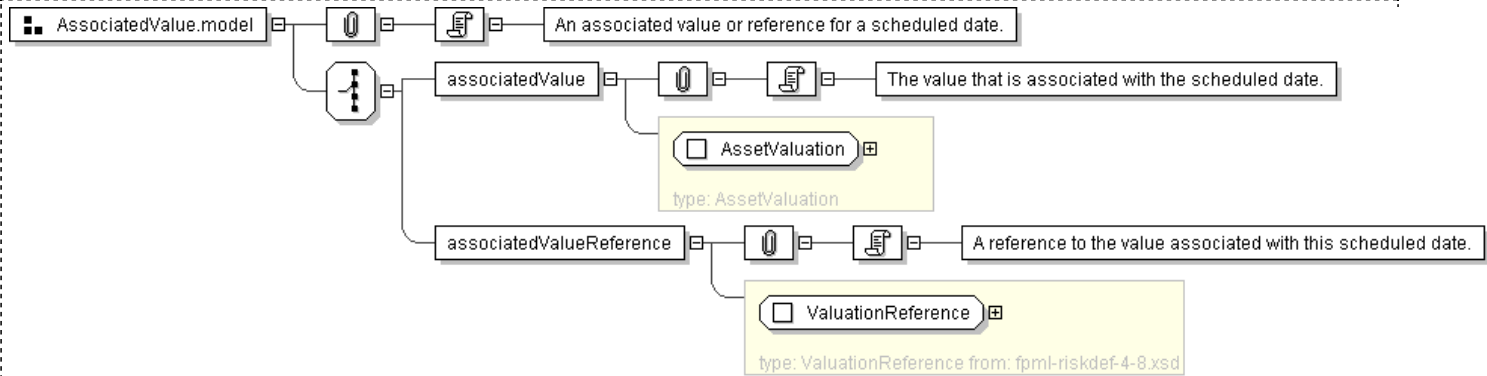 AssociatedValue.model
An associated value or reference for a scheduled date.
associatedValue
The value that is associated with the scheduled date.
AssetValuation
type: AssetValuation
associatedValueReference
A reference to the value associated with this scheduled date.
ValuationReference
type: ValuationReference from: fpml-riskdef-4-8.xsd